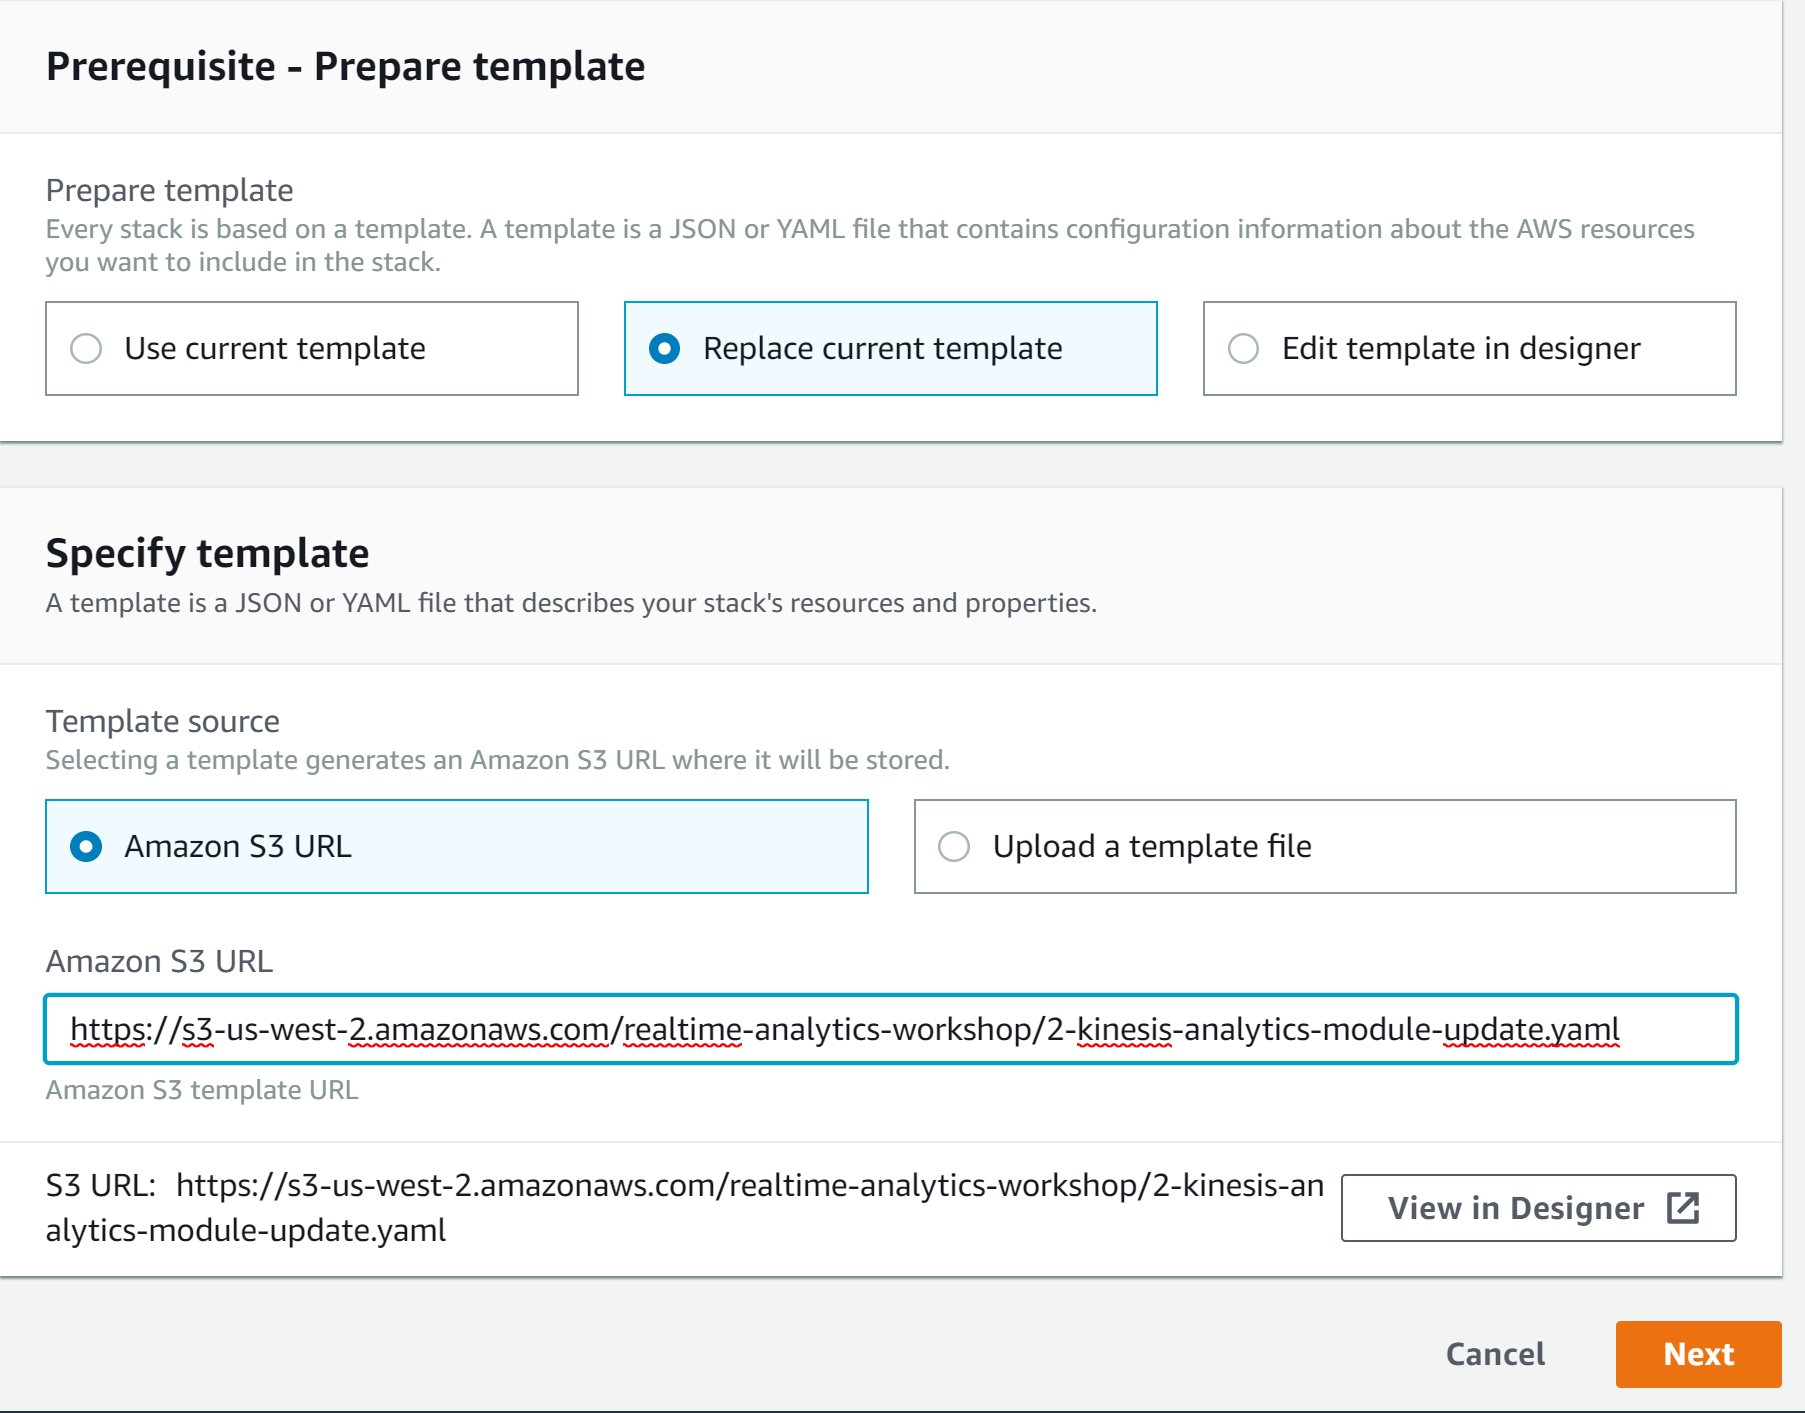 Prerequisite - Prepare template
Prepare template
Every stack is based on a template. A template is a JSON or YAML file that contains configuration information about the AWS resources
you want to include in the stack.
Use current template
Replace current template
Edit template in designer
Specify template
A template is a JSON or YAML file that describes your stack's resources and properties.
Template source
Selecting a template generates an Amazon S3 URL where it will be stored.
Amazon S3 URL
Upload a template file
Amazon S3 URL
https://s3-us-west-2.amazonaws.com/realtime-analytics-workshop/2-kinesis-analytics-module-update.yaml
Amazon S3 template URL
S3 URL: https://s3-us-west-2.amazonaws.com/realtime-analytics-workshop/2-kinesis-an
alytics-module-update.yaml
View in Designer
Cancel
Next